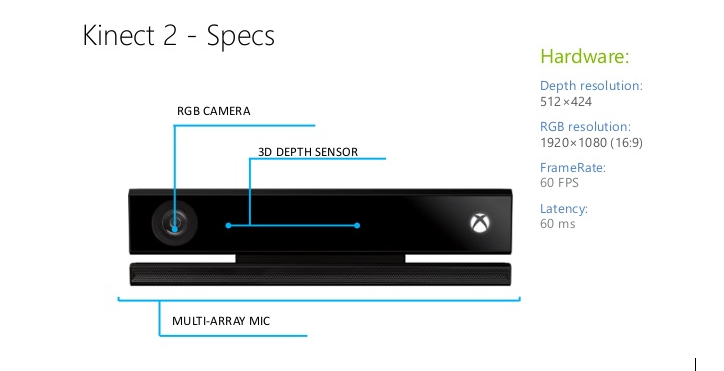 Kinect 2 - Specs
Hardware:
Depth resolution:
512×424
RGB resolution:
1920×1080 (16:9)
FrameRate:
60 FPS
Latency:
60 ms
RGB CAMERA
3D DEPTH SENSOR
MULTI-ARRAY MIC